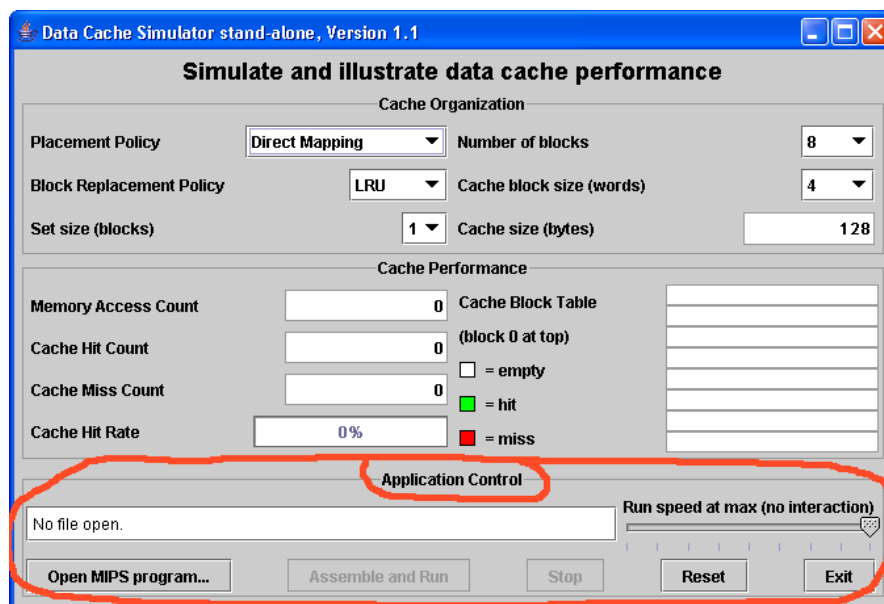 Data Cache Simulator stand-alone, Version 1.1
Simulate and illustrate data cache performance
Cache Organization
Placement Policy Direct Mapping Number of blocks 8
Block Replacement Policy LRU Cache block size (words) 4
Set size (blocks) 1 Cache size (bytes) 128
Cache Performance
Memory Access Count 0 Cache Block Table
Cache Hit Count 0 (block 0 at top)
= empty
Cache Miss Count 0 = hit
Cache Hit Rate 0% = miss
Application Control
No file open. Run speed at max (no interaction)
Open MIPS program... Assemble and Run Stop Reset Exit